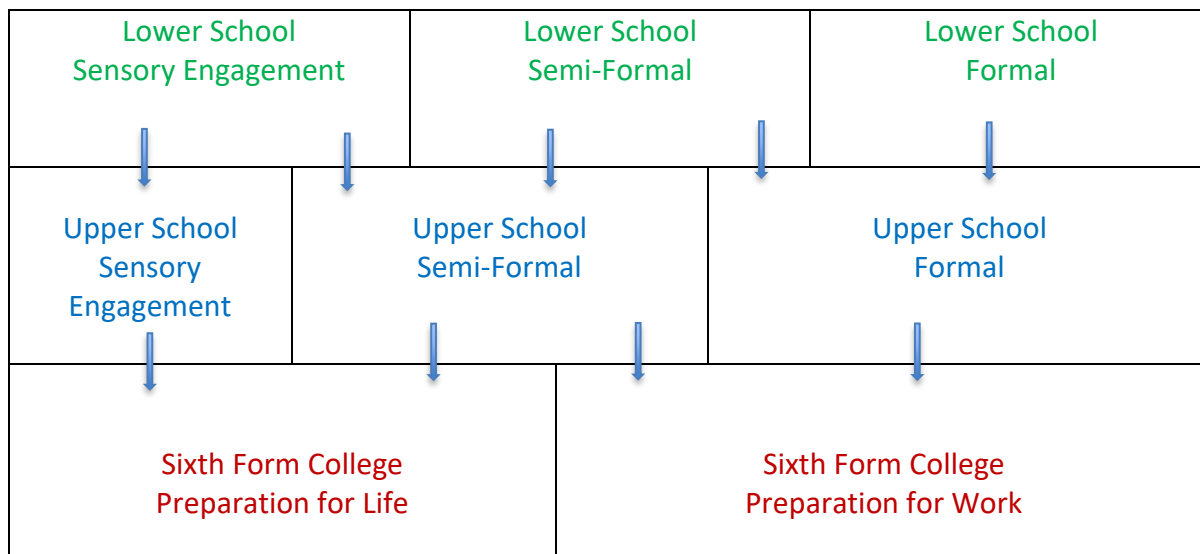 Lower School
Sensory Engagement
Lower School
Semi-Formal
Lower School
Formal
Upper School
Sensory
Engagement
Upper School
Semi-Formal
Upper School
Formal
Sixth Form College
Preparation for Life
Sixth Form College
Preparation for Work